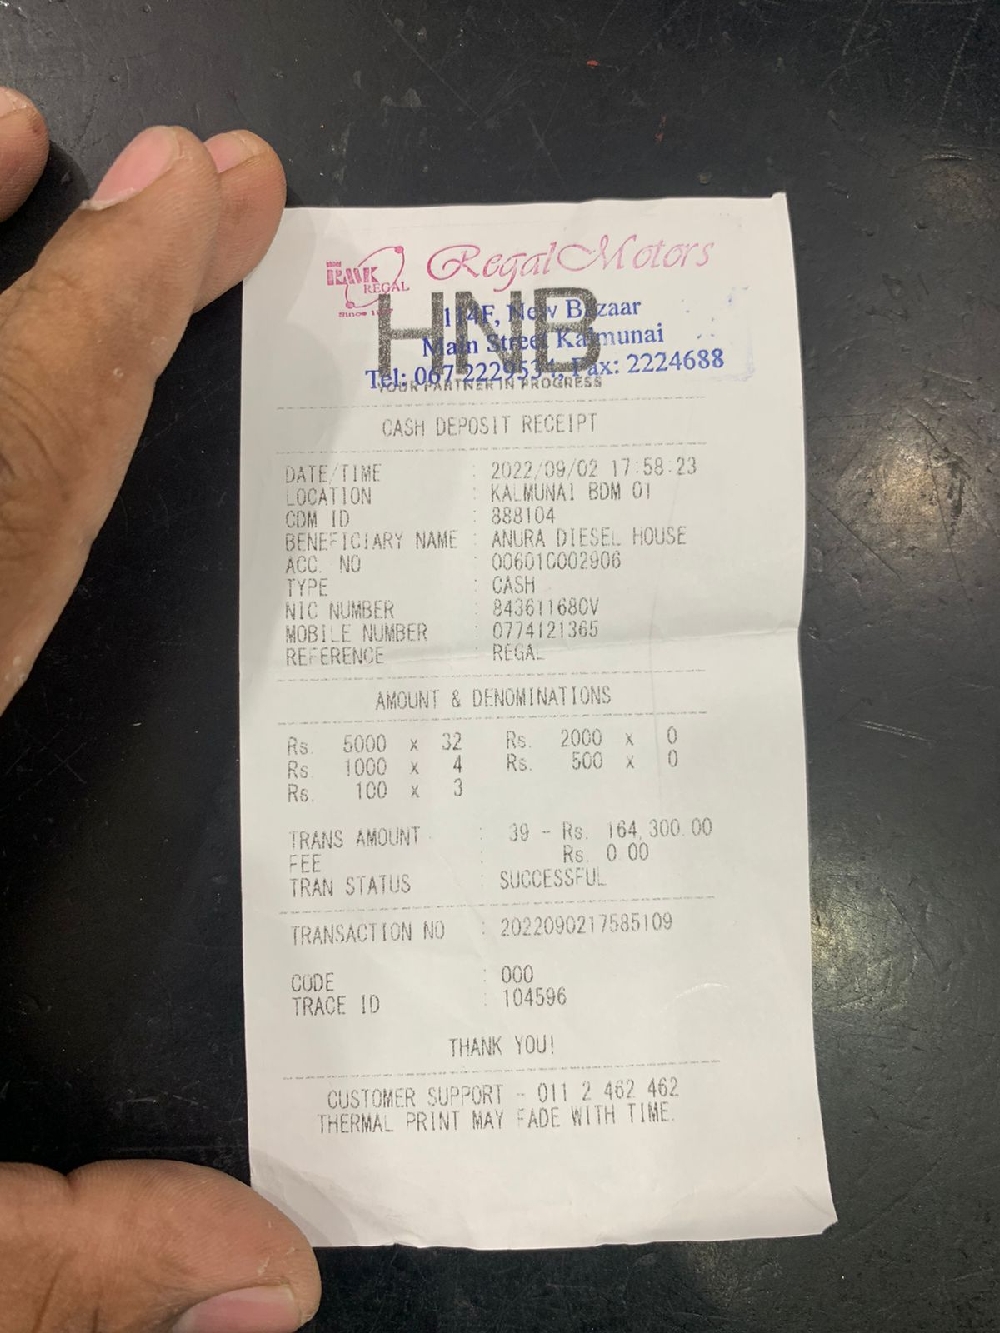 Regal Motors
REGAL
HNB
114F, New Bazaar
Main Street Kalmunai
Tel: 067 2229534, Fax: 2224688
YOUR PARTNER IN PROGRESS
CASH DEPOSIT RECEIPT
DATE/TIME : 2022/09/02 17:58:23
LOCATION : KALMUNAI BDM 01
CDM ID : 888104
BENEFICIARY NAME : ANURA DIESEL HOUSE
ACC. NO : 006010002906
TYPE : CASH
NIC NUMBER : 843611680V
MOBILE NUMBER : 0774121365
REFERENCE : REGAL
AMOUNT & DENOMINATIONS
Rs. 5000 x 32 Rs. 2000 x 0
Rs. 1000 x 4 Rs. 500 x 0
Rs. 100 x 3
TRANS AMOUNT : 39 - Rs. 164,300.00
FEE : Rs. 0.00
TRAN STATUS SUCCESSFUL
TRANSACTION NO : 2022090217585109
CODE : 000
TRACE ID : 104596
THANK YOU!
CUSTOMER SUPPORT - 011 2 462 462
THERMAL PRINT MAY FADE WITH TIME.